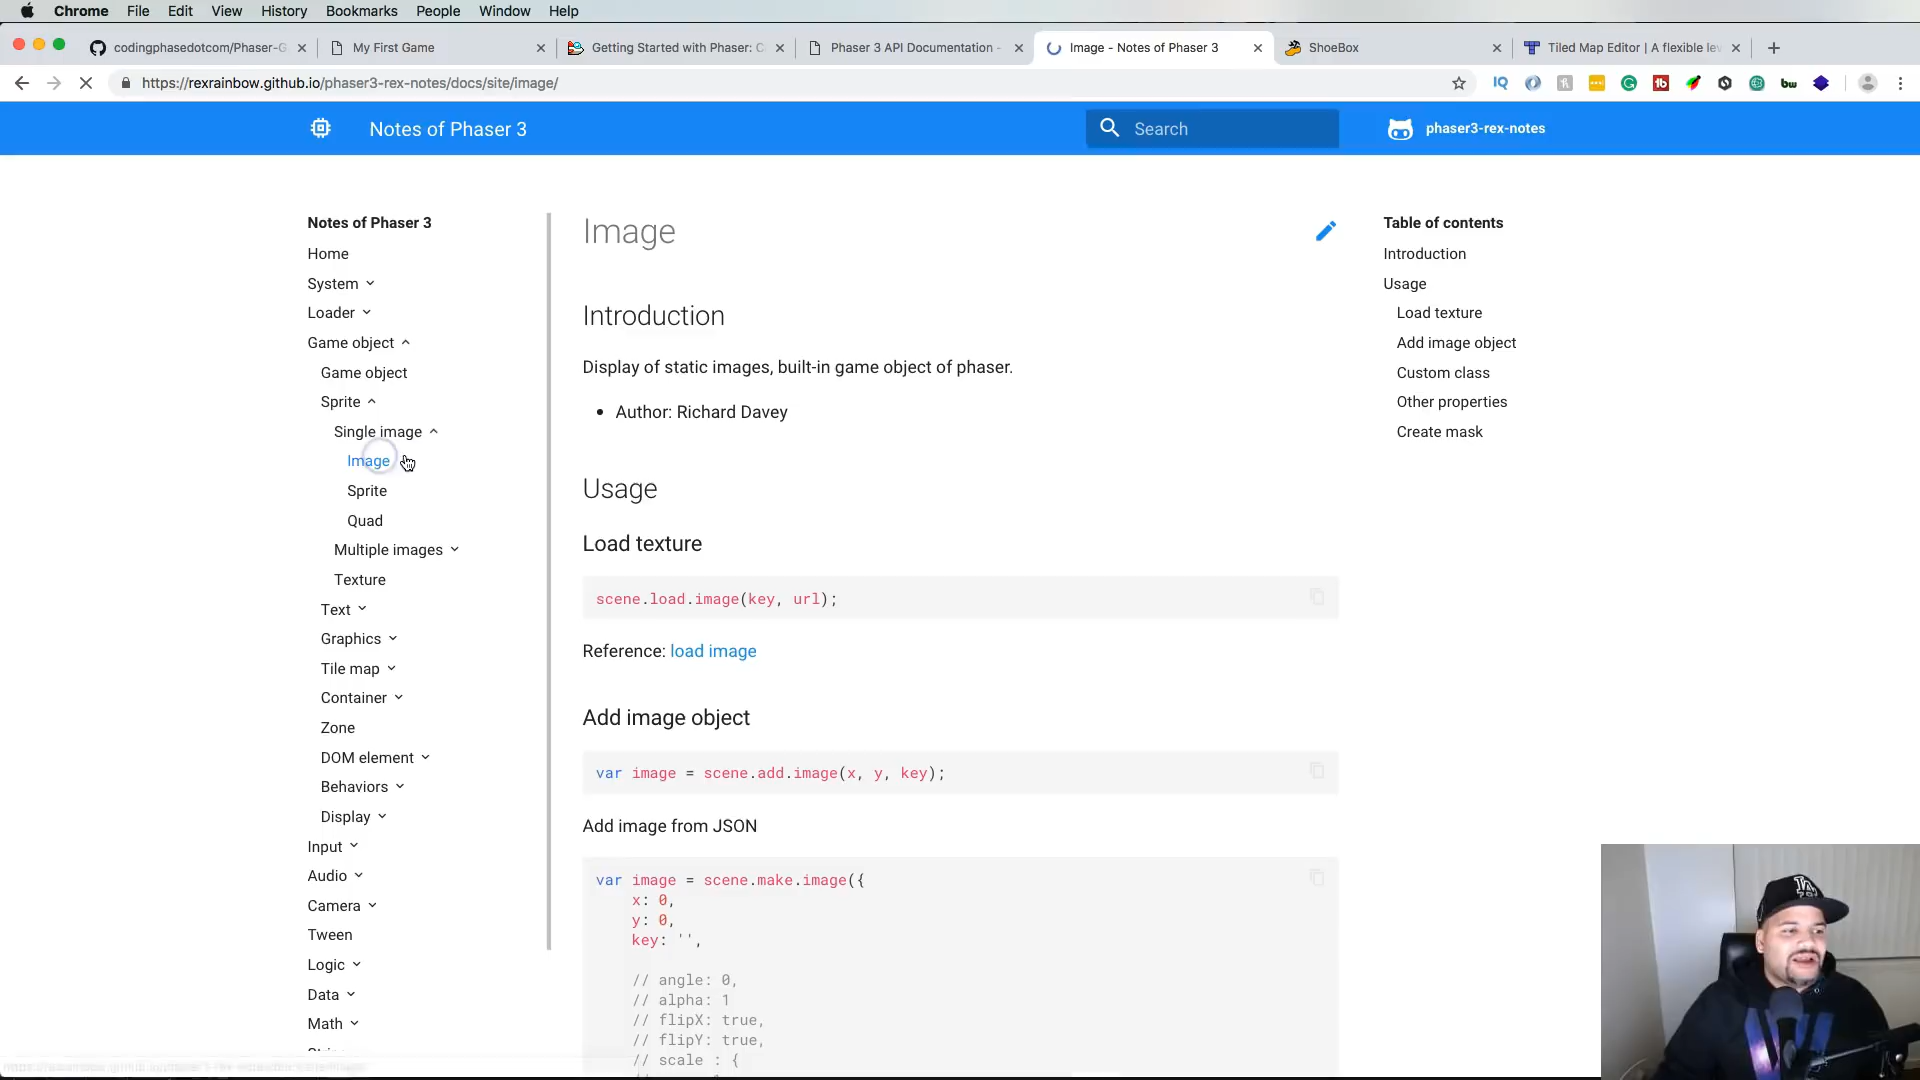 Chrome File Edit View History Bookmarks People Window Help
codingphasedotcom/Phaser-G
My First Game
Getting Started with Phaser: C
Phaser 3 API Documentation -
Image - Notes of Phaser 3
ShoeBox
Tiled Map Editor | A flexible lev
https://rexrainbow.github.io/phaser3-rex-notes/docs/site/image/
IQ
bw
Notes of Phaser 3
Search
phaser3-rex-notes
Notes of Phaser 3
Home
System
Loader
Game object
Game object
Sprite
Single image
Image
Sprite
Quad
Multiple images
Texture
Text
Graphics
Tile map
Container
Zone
DOM element
Behaviors
Display
Input
Audio
Camera
Tween
Logic
Data
Math
Image
Introduction
Display of static images, built-in game object of phaser.
• Author: Richard Davey
Usage
Load texture
scene.load.image(key, url);
Reference: load image
Add image object
var image = scene.add.image(x, y, key);
Add image from JSON
var image = scene.make.image({
x: 0,
y: 0,
key: '',
// angle: 0,
// alpha: 1
// flipX: true,
// flipY: true,
// scale : {
Table of contents
Introduction
Usage
Load texture
Add image object
Custom class
Other properties
Create mask
LA